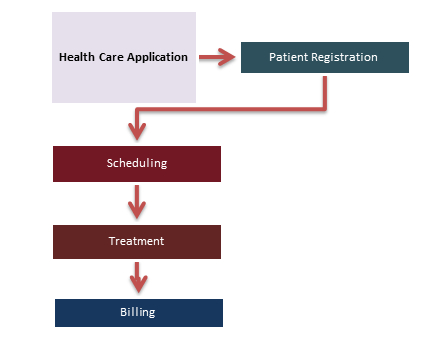 Health Care Application
Patient Registration
Scheduling
Treatment
Billing